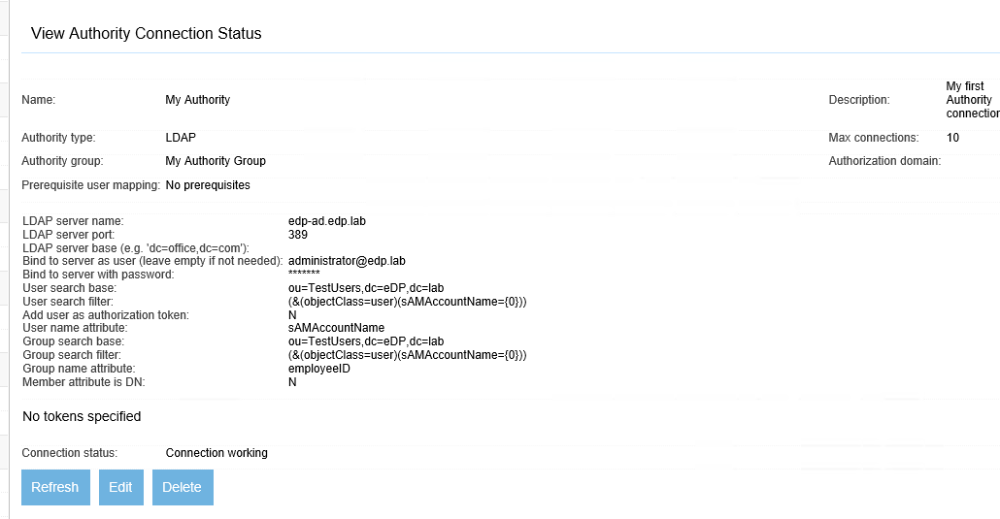 View Authority Connection Status
Name: My Authority Description: My first Authority connection
Authority type: LDAP Max connections: 10
Authority group: My Authority Group Authorization domain:
Prerequisite user mapping: No prerequisites
LDAP server name: edp-ad.edp.lab
LDAP server port: 389
LDAP server base (e.g. 'dc=office,dc=com'):
Bind to server as user (leave empty if not needed): administrator@edp.lab
Bind to server with password: *******
User search base: ou=TestUsers,dc=eDP,dc=lab
User search filter: (&(objectClass=user)(sAMAccountName={0}))
Add user as authorization token: N
User name attribute: sAMAccountName
Group search base: ou=TestUsers,dc=eDP,dc=lab
Group search filter: (&(objectClass=user)(sAMAccountName={0}))
Group name attribute: employeeID
Member attribute is DN: N
No tokens specified
Connection status: Connection working
Refresh Edit Delete